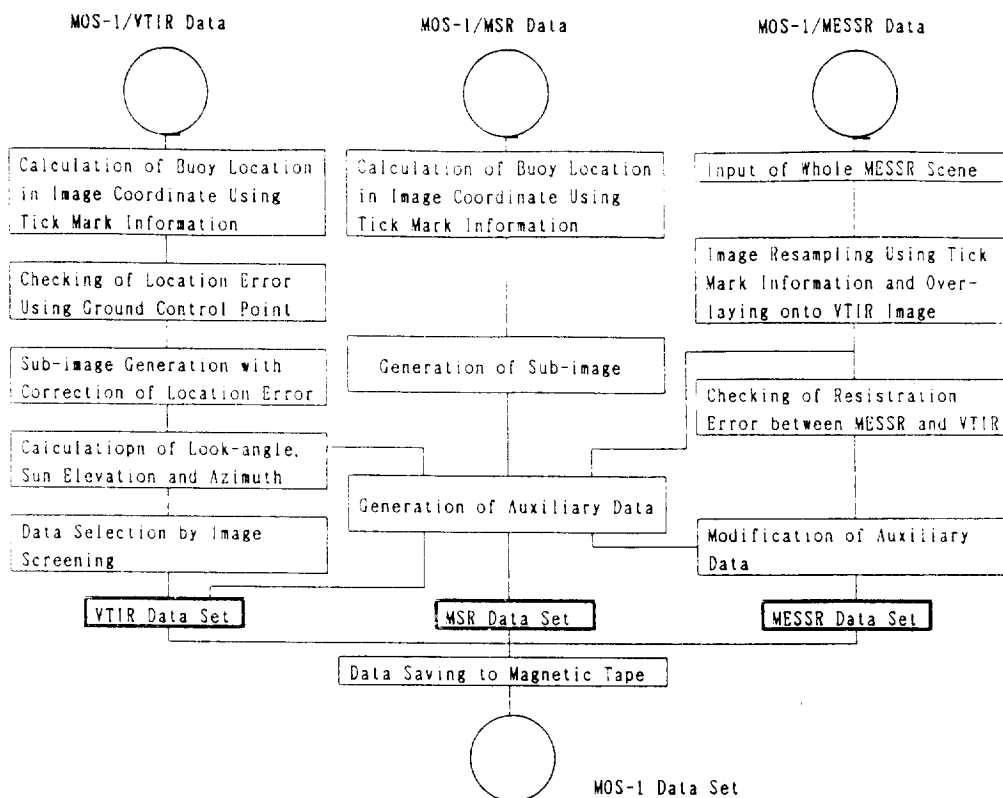 MOS-1/VTIR Data
MOS-1/MSR Data
MOS-1/MESSR Data
Calculation of Buoy Location
in Image Coordinate Using
Tick Mark Information
Calculation of Buoy Location
in Image Coordinate Using
Tick Mark Information
Input of Whole MESSR Scene
Checking of Location Error
Using Ground Control Point
Image Resampling Using Tick
Mark Information and Over-
laying onto VTIR Image
Sub-image Generation with
Correction of Location Error
Generation of Sub-image
Checking of Resistration
Error between MESSR and VTIR
Calculatiopn of Look-angle,
Sun Elevation and Azimuth
Generation of Auxiliary Data
Data Selection by Image
Screening
Modification of Auxiliary
Data
VTIR Data Set
MSR Data Set
MESSR Data Set
Data Saving to Magnetic Tape
MOS-1 Data Set